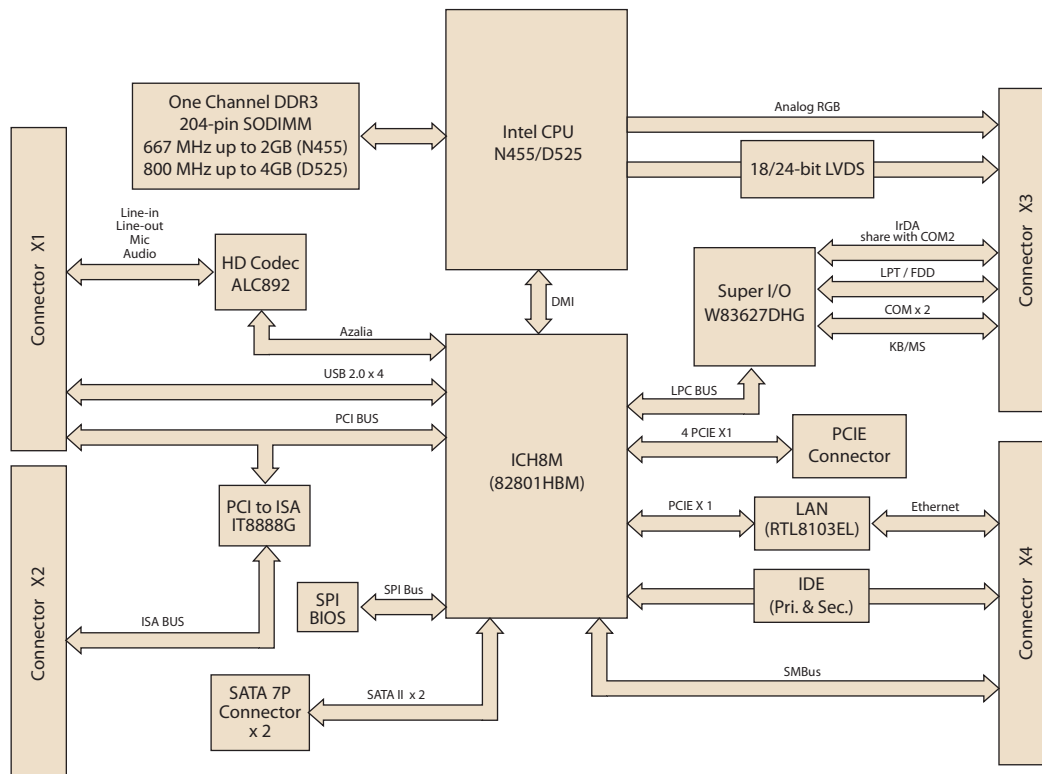 One Channel DDR3
204-pin SODIMM
667 MHz up to 2GB (N455)
800 MHz up to 4GB (D525)
Intel CPU
N455/D525
Analog RGB
18/24-bit LVDS
Connector X1
Line-in
Line-out
Mic
Audio
HD Codec
ALC892
Azalia
DMI
Super I/O
W83627DHG
IrDA
share with COM2
LPT / FDD
COM x 2
KB/MS
Connector X3
USB 2.0 x 4
PCI BUS
LPC BUS
ICH8M
(82801HBM)
4 PCIE X1
PCIE
Connector
Connector X2
PCI to ISA
IT8888G
PCIE X 1
LAN
(RTL8103EL)
Ethernet
SPI
BIOS
SPI Bus
IDE
(Pri. & Sec.)
Connector X4
ISA BUS
SMBus
SATA 7P
Connector
x 2
SATA II x 2